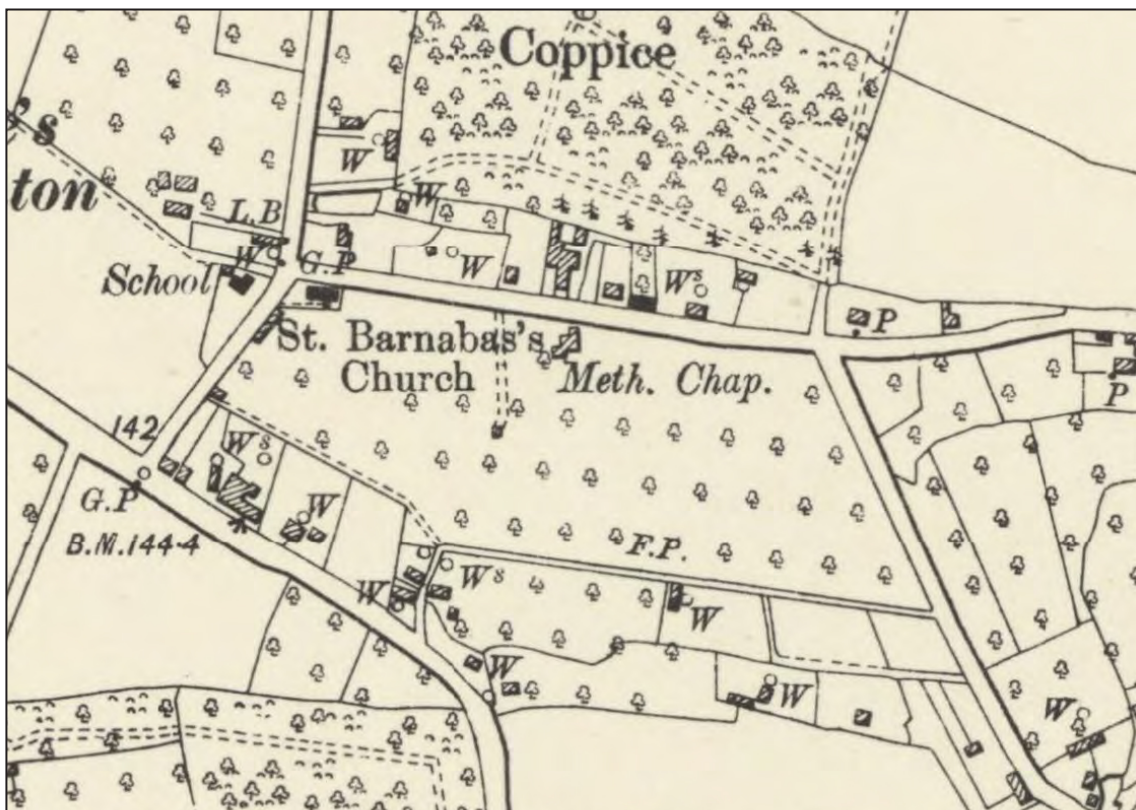 Coppice
's
ton
W
W
L.B
W
G.P
W
Wˢ
School
St. Barnabas's
Church
Meth. Chap.
P
P
142
Wˢ
W
G.P
B.M.144·4
F.P.
Wˢ
W
W
W
W
W